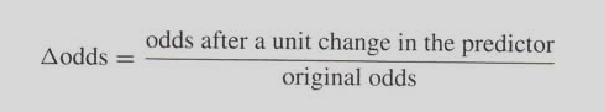 Δodds = odds after a unit change in the predictor
original odds